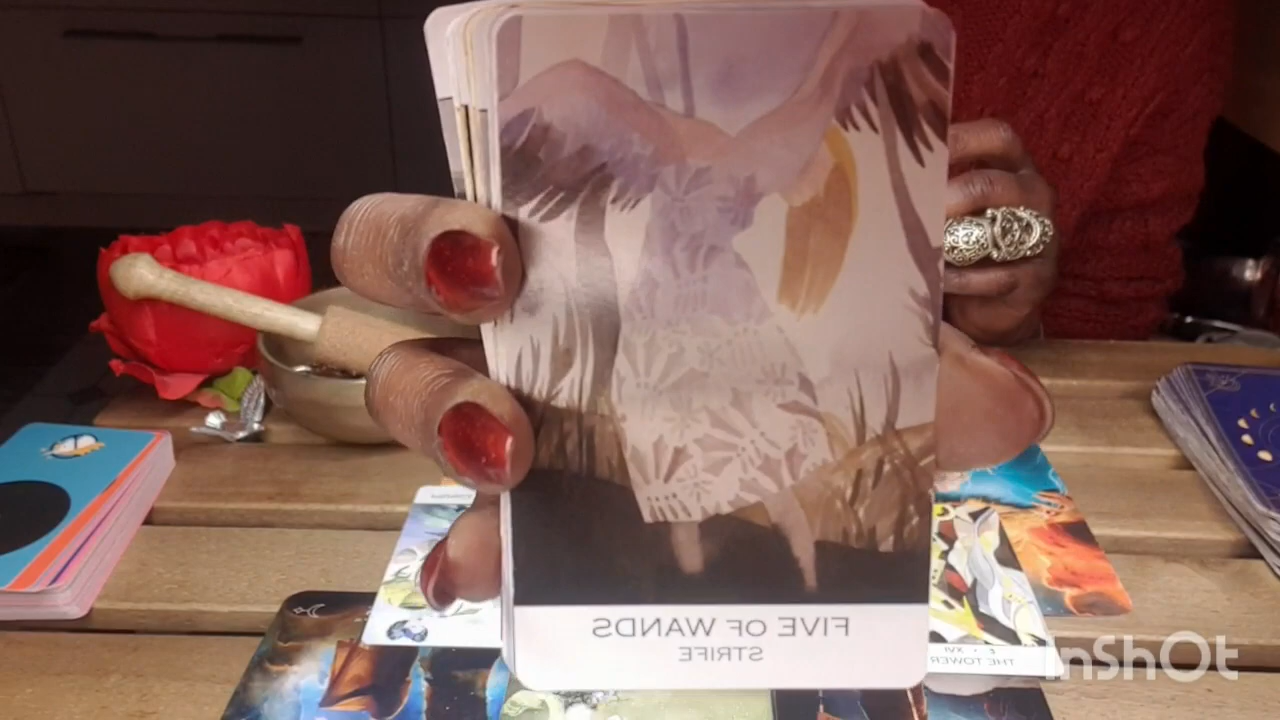 FIVE OF WANDS
STRIFE
ε • XVI
THE TOWER
InShOt